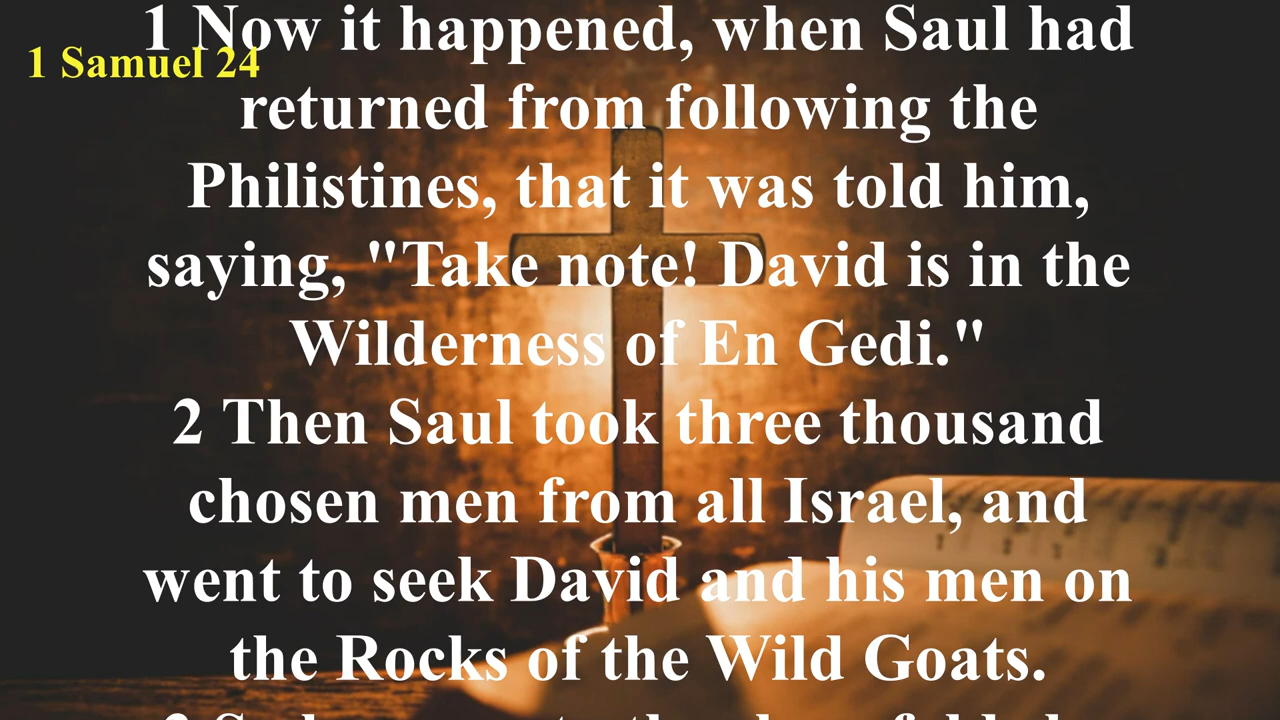 1 Now it happened, when Saul had
1 Samuel 24
returned from following the
Philistines, that it was told him,
saying, "Take note! David is in the
Wilderness of En Gedi."
2 Then Saul took three thousand
chosen men from all Israel, and
went to seek David and his men on
the Rocks of the Wild Goats.